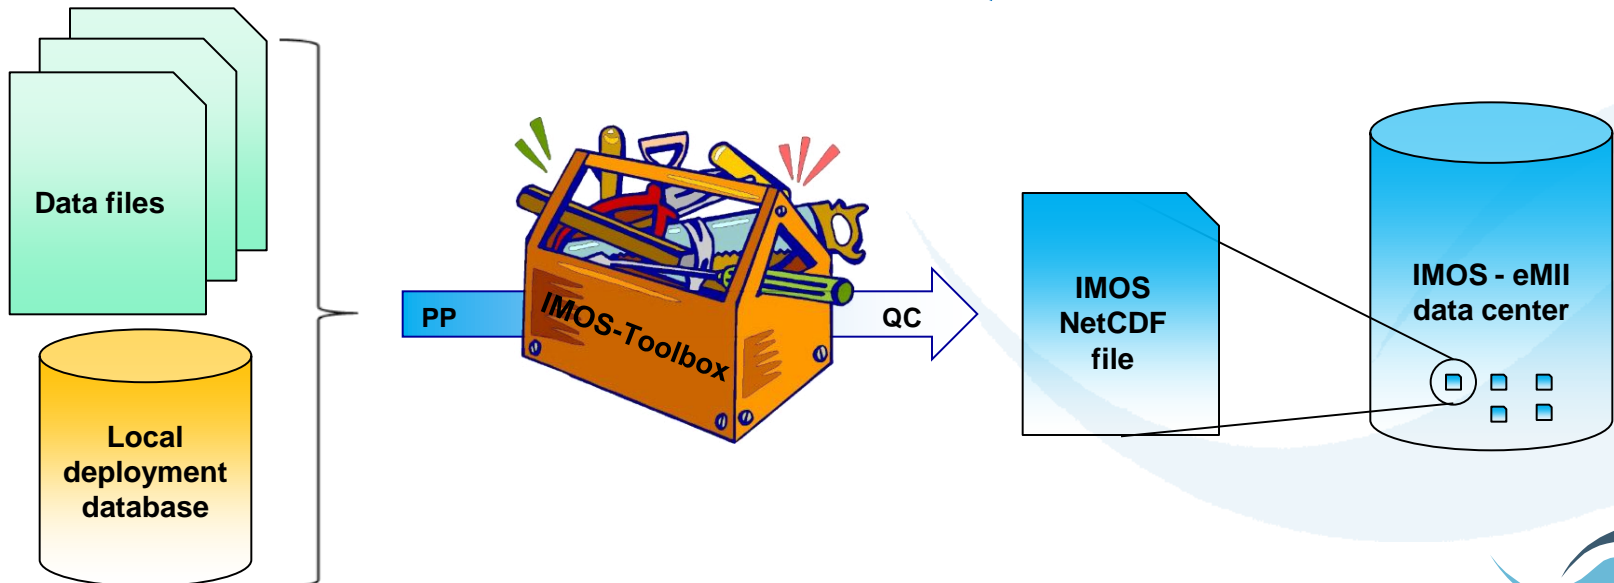 Data files
Local
deployment
database
PP
IMOS-Toolbox
QC
IMOS
NetCDF
file
IMOS - eMII
data center